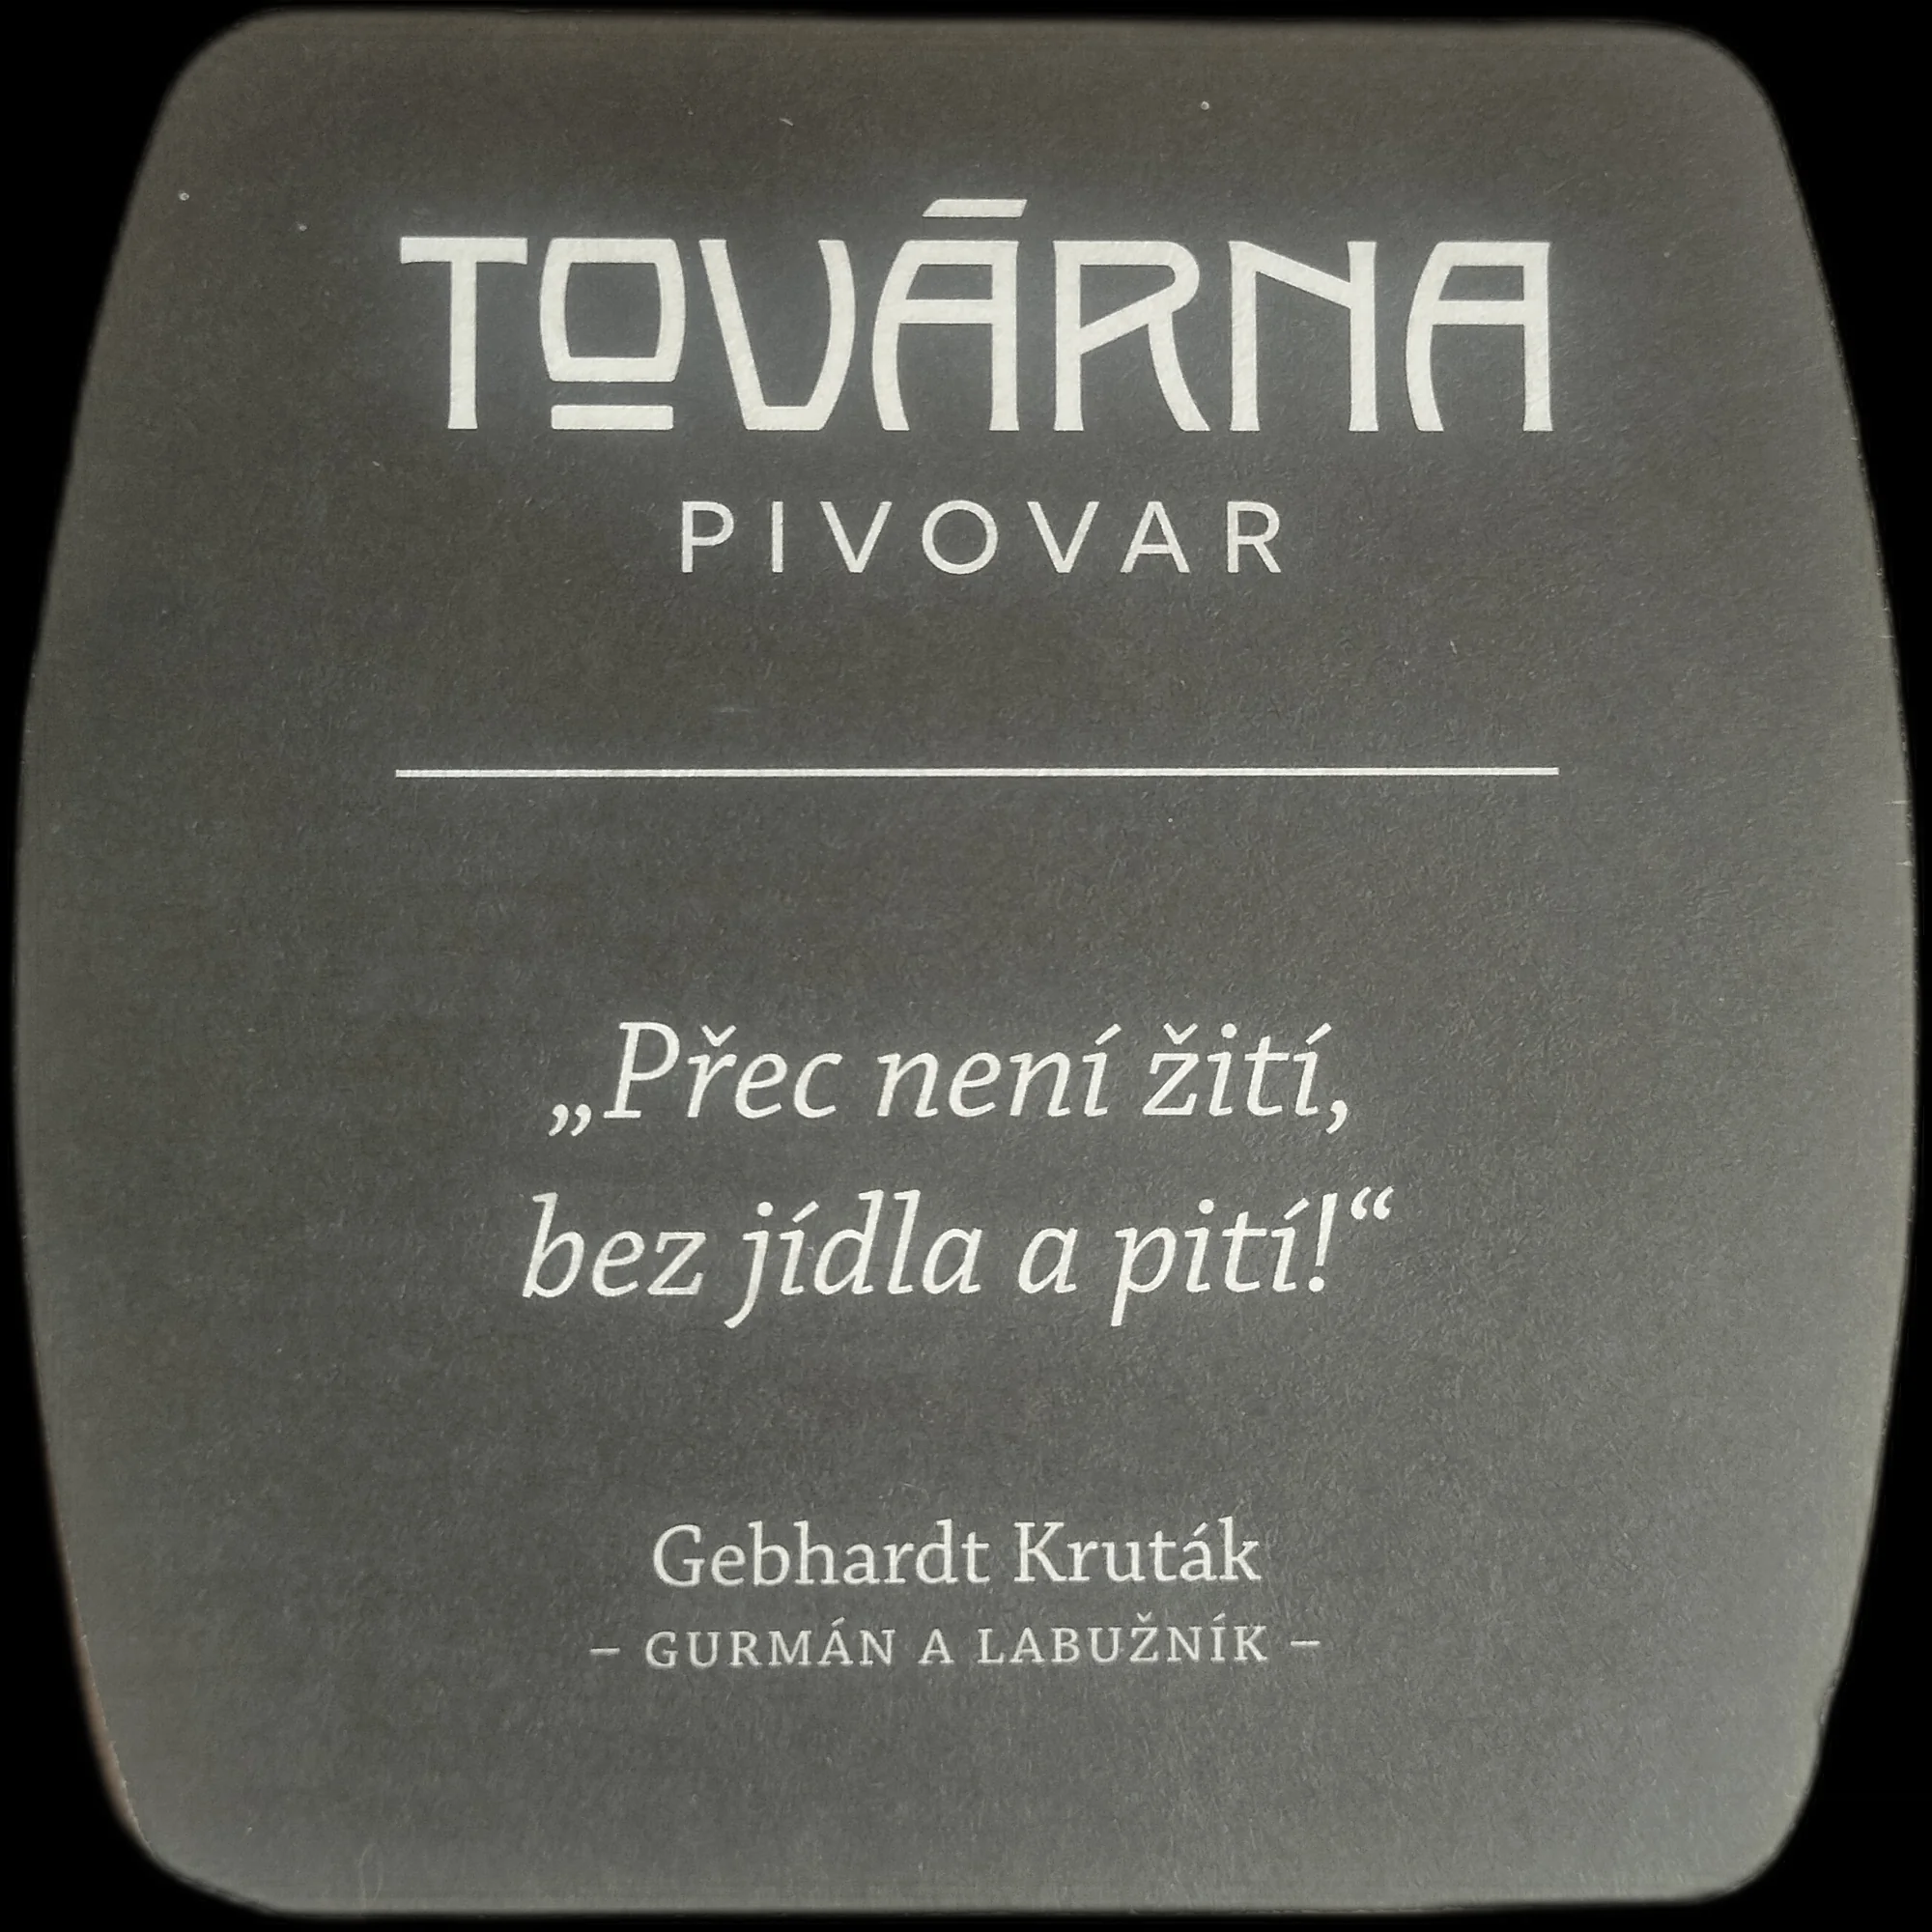 TOVÁRNA
PIVOVAR
„Přec není žití,
bez jídla a pití!“
Gebhardt Kruták
– GURMÁN A LABUŽNÍK –